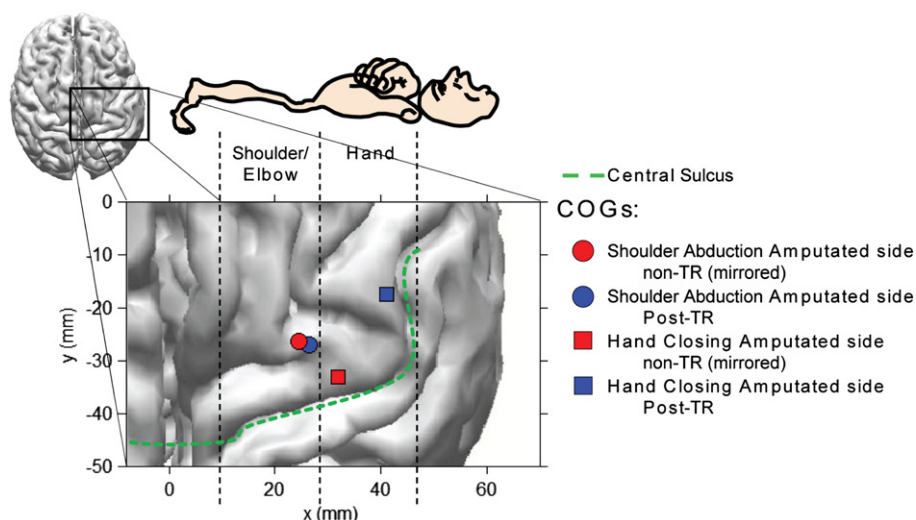 Shoulder/
Elbow
Hand
Central Sulcus
COGs:
Shoulder Abduction Amputated side
non-TR (mirrored)
Shoulder Abduction Amputated side
Post-TR
Hand Closing Amputated side
non-TR (mirrored)
Hand Closing Amputated side
Post-TR
0
-10
-20
-30
-40
-50
y (mm)
0 20 40 60
x (mm)